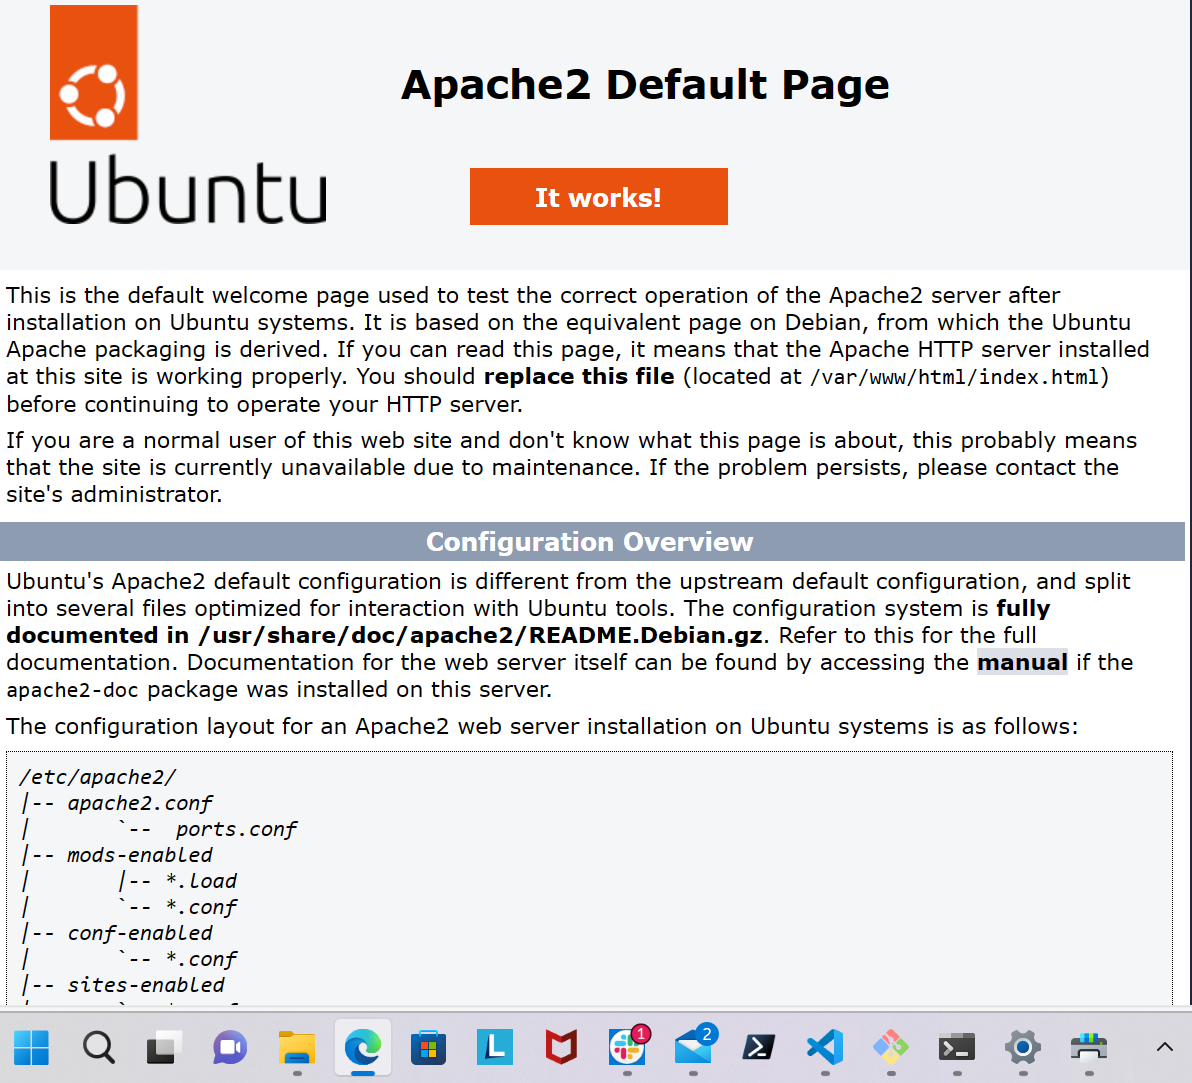 Apache2 Default Page
Ubuntu
It works!
This is the default welcome page used to test the correct operation of the Apache2 server after
installation on Ubuntu systems. It is based on the equivalent page on Debian, from which the Ubuntu
Apache packaging is derived. If you can read this page, it means that the Apache HTTP server installed
at this site is working properly. You should replace this file (located at /var/www/html/index.html)
before continuing to operate your HTTP server.
If you are a normal user of this web site and don't know what this page is about, this probably means
that the site is currently unavailable due to maintenance. If the problem persists, please contact the
site's administrator.
Configuration Overview
Ubuntu's Apache2 default configuration is different from the upstream default configuration, and split
into several files optimized for interaction with Ubuntu tools. The configuration system is fully
documented in /usr/share/doc/apache2/README.Debian.gz. Refer to this for the full
documentation. Documentation for the web server itself can be found by accessing the manual if the
apache2-doc package was installed on this server.
The configuration layout for an Apache2 web server installation on Ubuntu systems is as follows:
/etc/apache2/
|-- apache2.conf
|       `--  ports.conf
|-- mods-enabled
|       |-- *.load
|       `-- *.conf
|-- conf-enabled
|       `-- *.conf
|-- sites-enabled
L
1
2